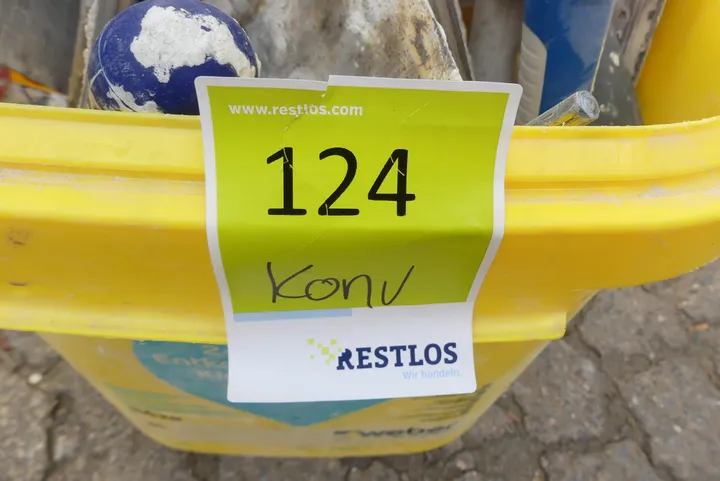 www.restlos.com
124
Konv
RESTLOS
Wir handeln.
weber